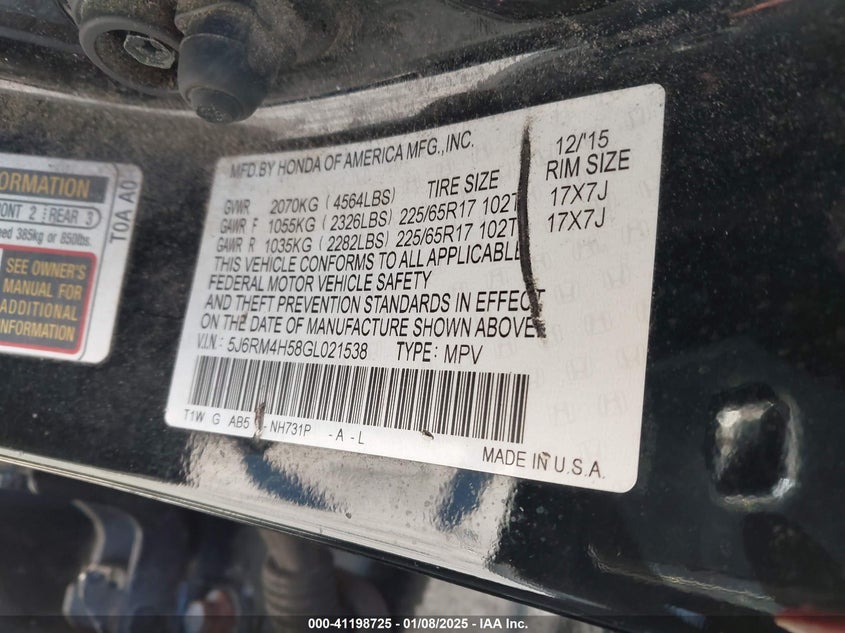 ORMATION
ONT 2 REAR 3
eed 385kg or 850lbs.
SEE OWNER'S
MANUAL FOR
ADDITIONAL
INFORMATION
T0A A0
MFD.BY HONDA OF AMERICA MFG.,INC. 12/'15
TIRE SIZE RIM SIZE
GVWR 2070KG (4564LBS)
GAWR F 1055KG (2326LBS) 225/65R17 102T 17X7J
GAWR R 1035KG (2282LBS) 225/65R17 102T 17X7J
THIS VEHICLE CONFORMS TO ALL APPLICABLE
FEDERAL MOTOR VEHICLE SAFETY
AND THEFT PREVENTION STANDARDS IN EFFECT
ON THE DATE OF MANUFACTURE SHOWN ABOVE.
V.I.N.: 5J6RM4H58GL021538 TYPE: MPV
T1W G AB5 - NH731P - A - L
MADE IN U.S.A.
000-41198725 — 01/08/2025 — IAA Inc.